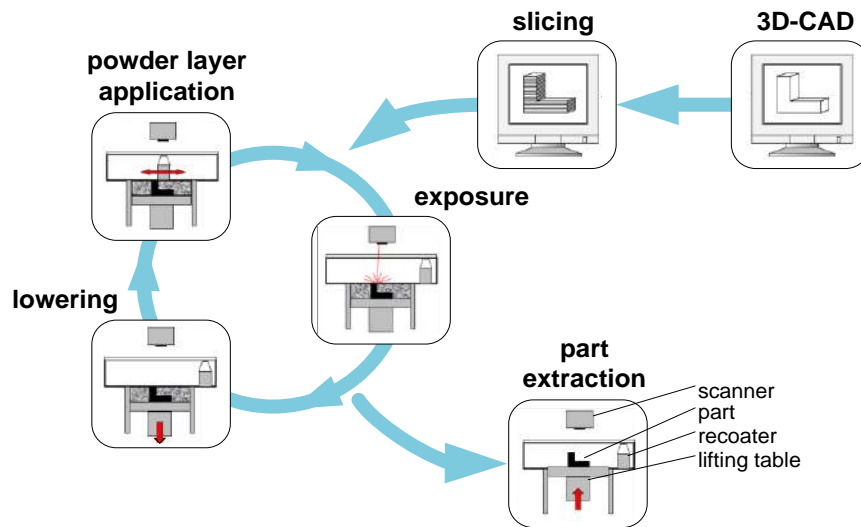 slicing
3D-CAD
powder layer
application
exposure
lowering
part
extraction
scanner
part
recoater
lifting table